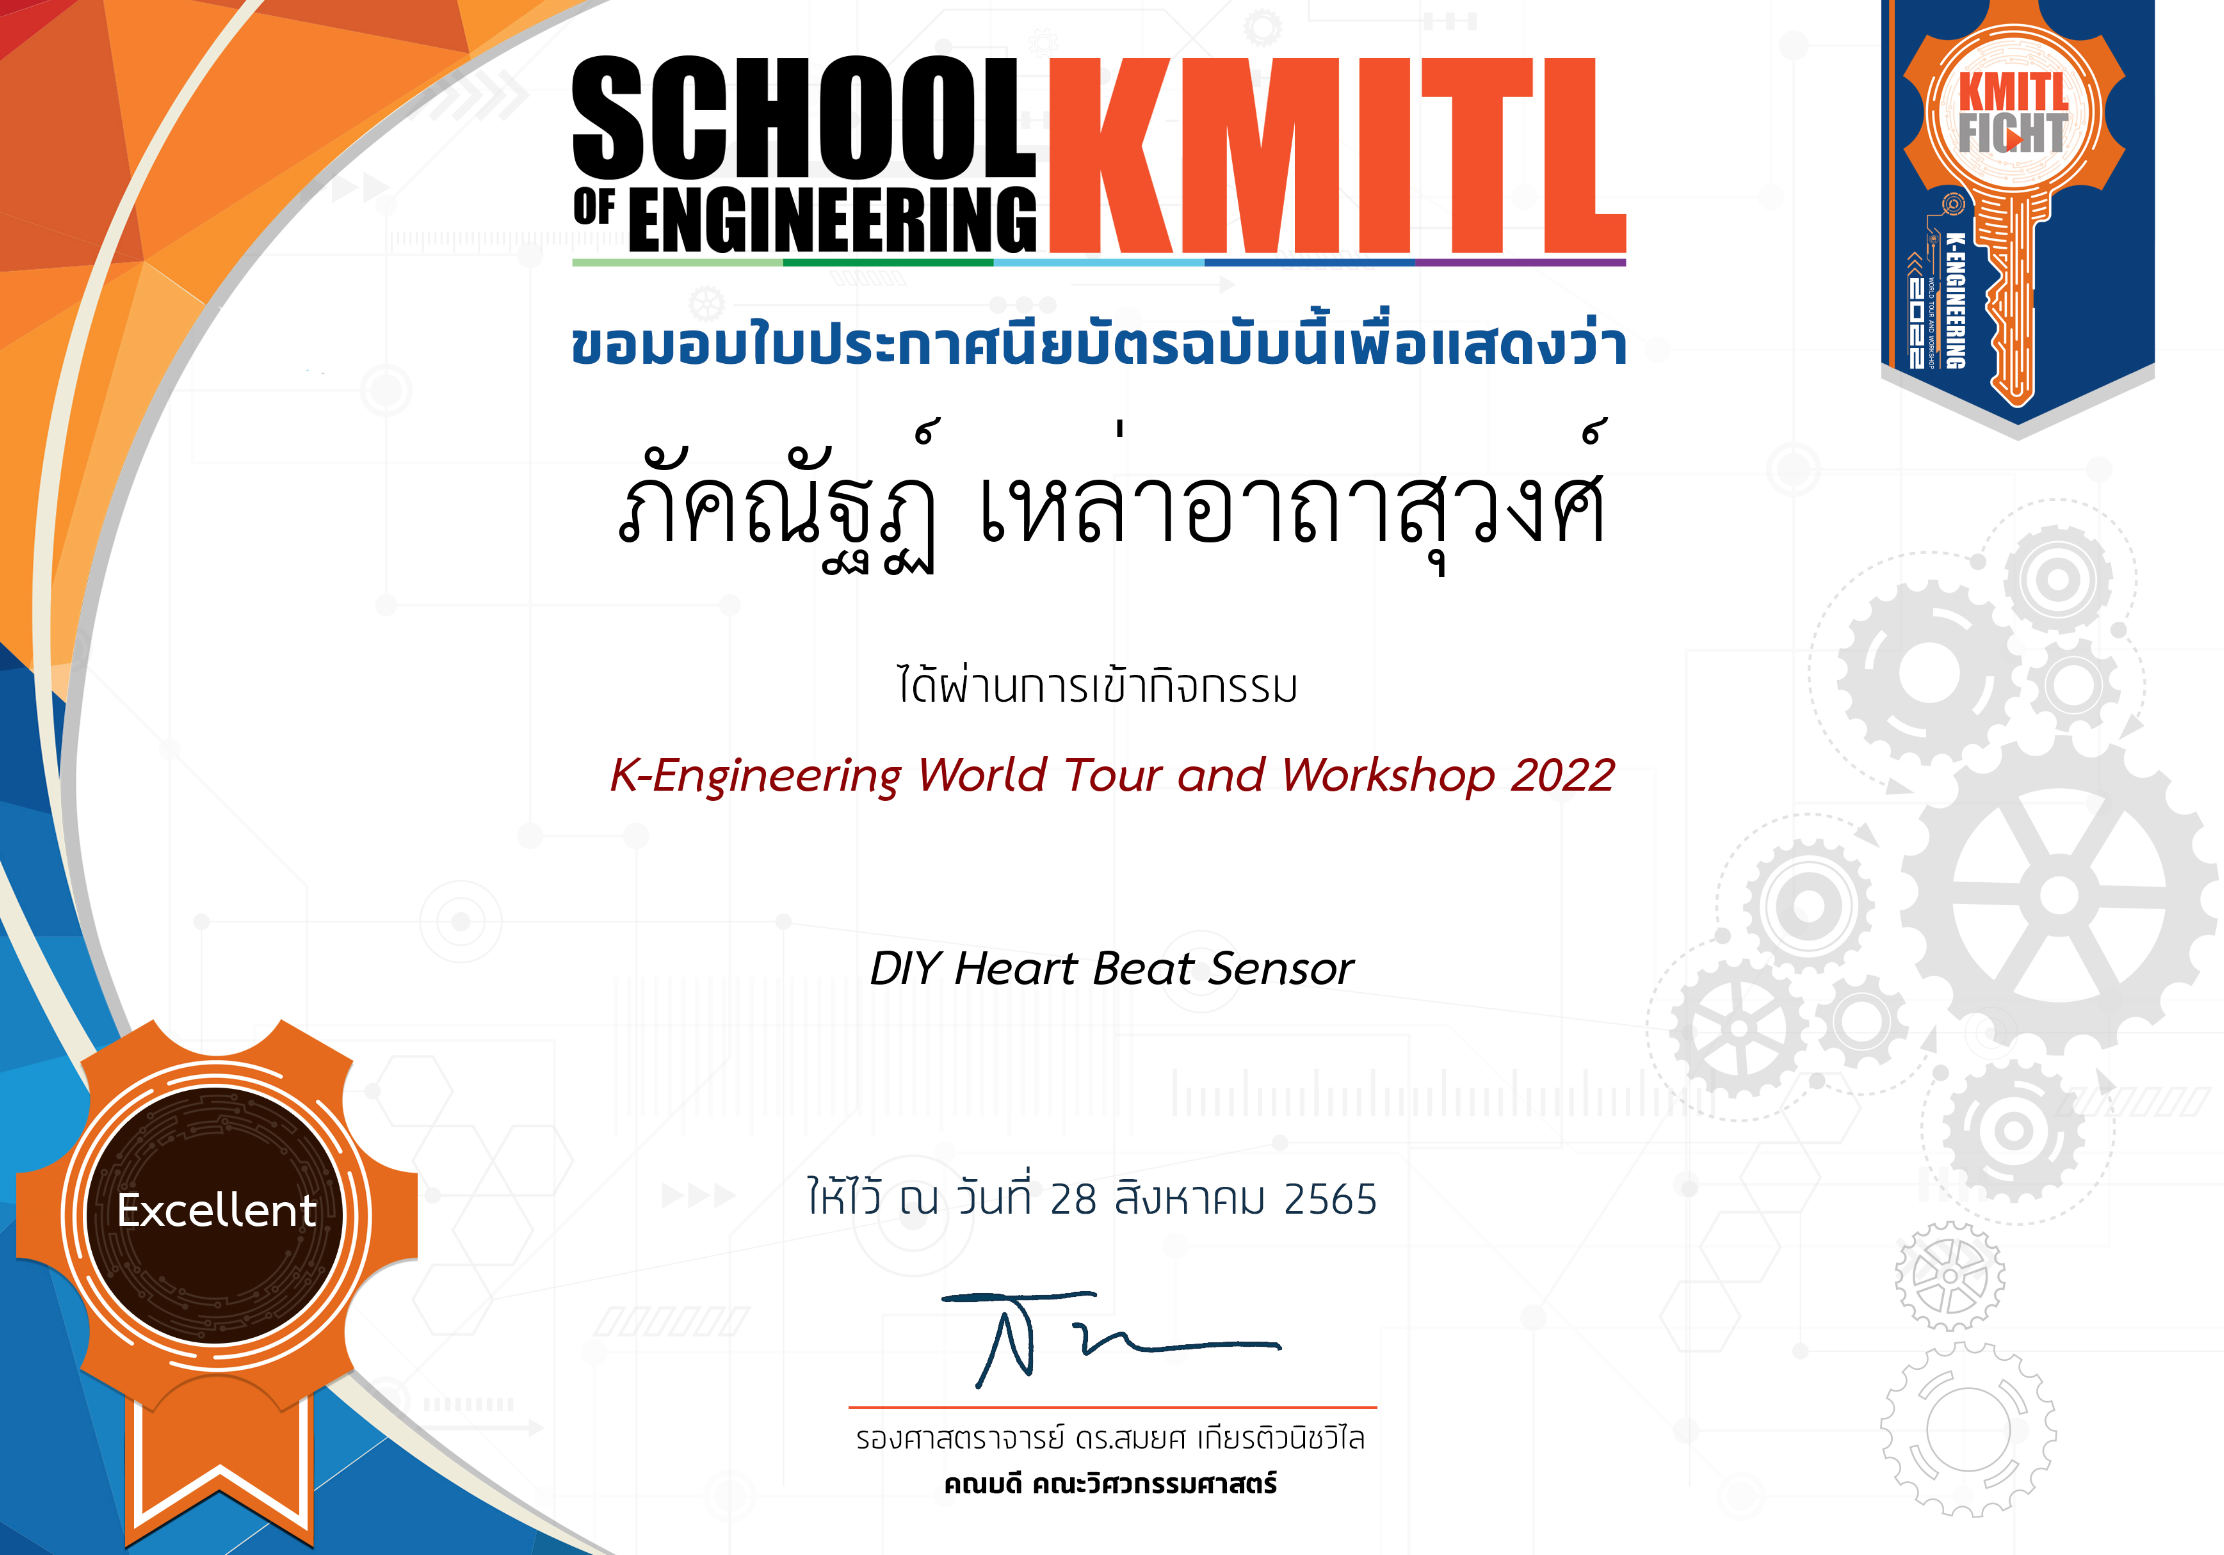 SCHOOL
OF ENGINEERING
KMITL
KMITL
FIGHT
K-ENGINEERING
WORLD TOUR AND WORKSHOP
2022
ขอมอบใบประกาศนียบัตรฉบับนี้เพื่อแสดงว่า
ภัคณัฐฏ์ เหล่าอาถาสุวงศ์
ได้ผ่านการเข้ากิจกรรม
K-Engineering World Tour and Workshop 2022
DIY Heart Beat Sensor
Excellent
ให้ไว้ ณ วันที่ 28 สิงหาคม 2565
รองศาสตราจารย์ ดร.สมยศ เกียรติวนิชวิไล
คณบดี คณะวิศวกรรมศาสตร์